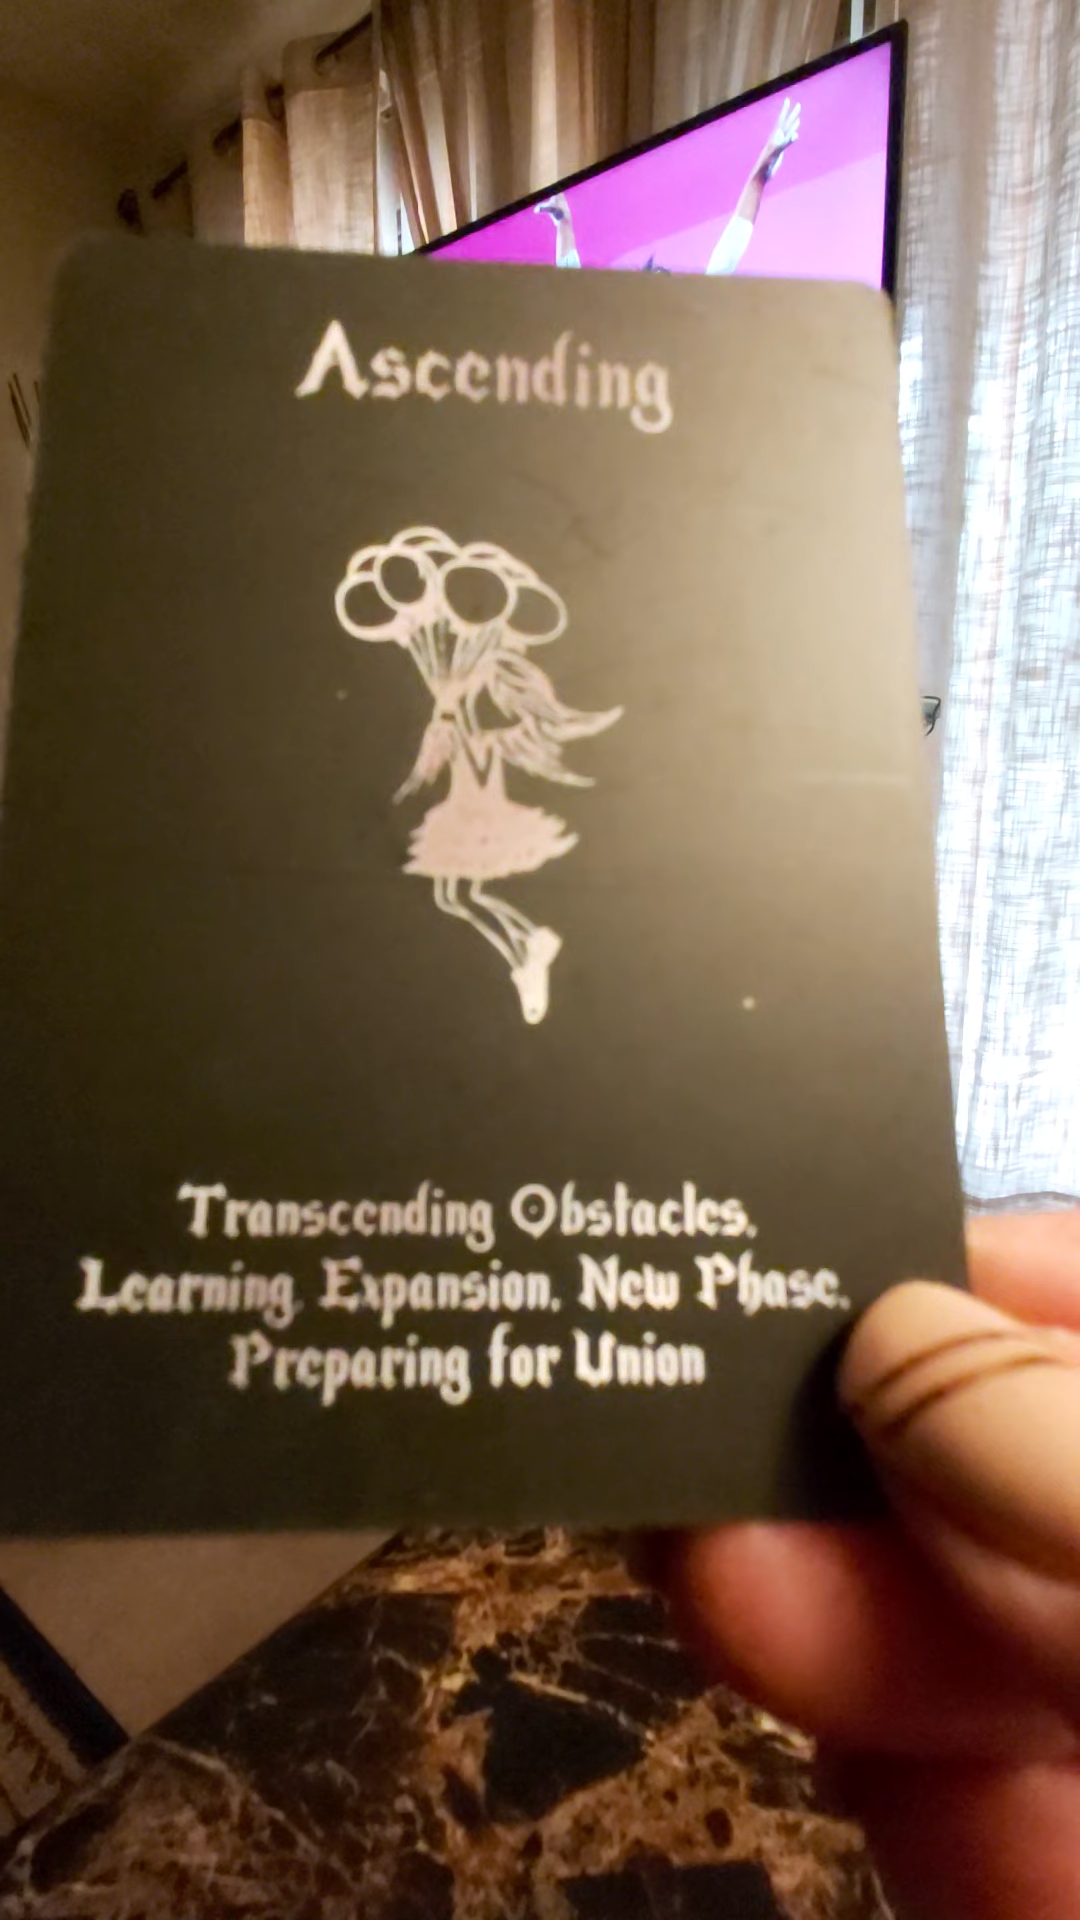 Ascending
Transcending Obstacles.
Learning, Expansion, New Phase.
Preparing for Union